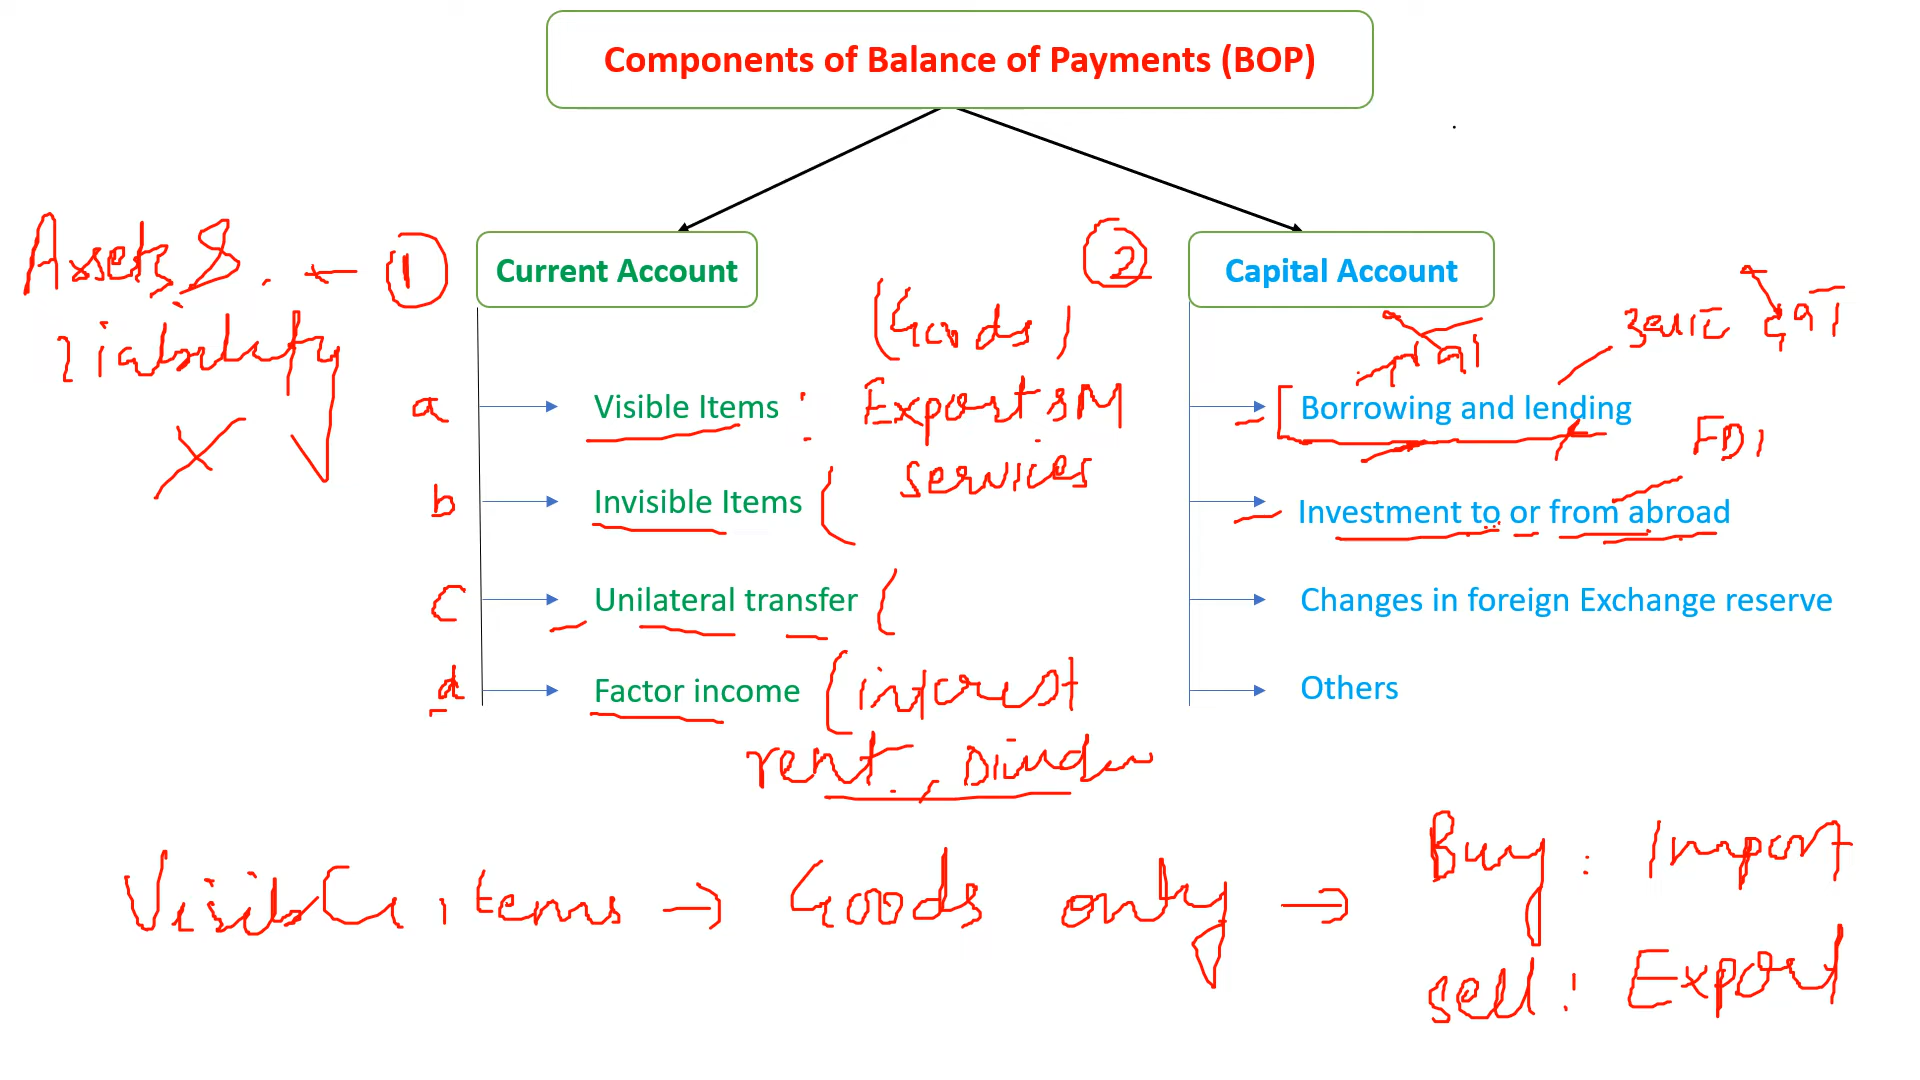 Components of Balance of Payments (BOP)
Assets &
liability
1
Current Account
2
Capital Account
a
Visible Items : (Goods)
Export & M
b
Invisible Items ( services
c
Unilateral transfer (
d
Factor income ( interest
rent, Dividen
Borrowing and lending
उधार देना
Investment to or from abroad
FDI
Changes in foreign Exchange reserve
Others
Visible items → Goods only →
Buy : Import
sell : Export